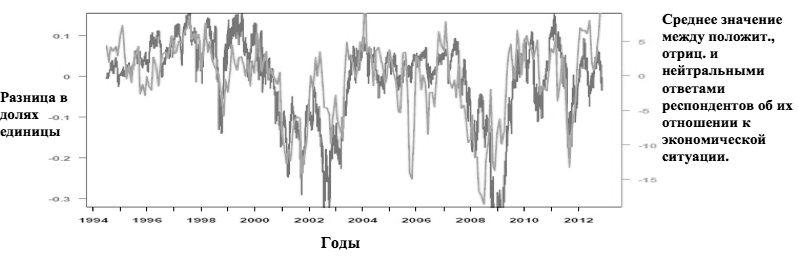 Среднее значение
между положит.,
отриц. и
нейтральными
ответами
респондентов об их
отношении к
экономической
ситуации.
Разница в
долях
единицы
0.1
0
-0.1
-0.2
-0.3
5
0
-5
-10
-15
1994 1996 1998 2000 2002 2004 2006 2008 2010 2012
Годы